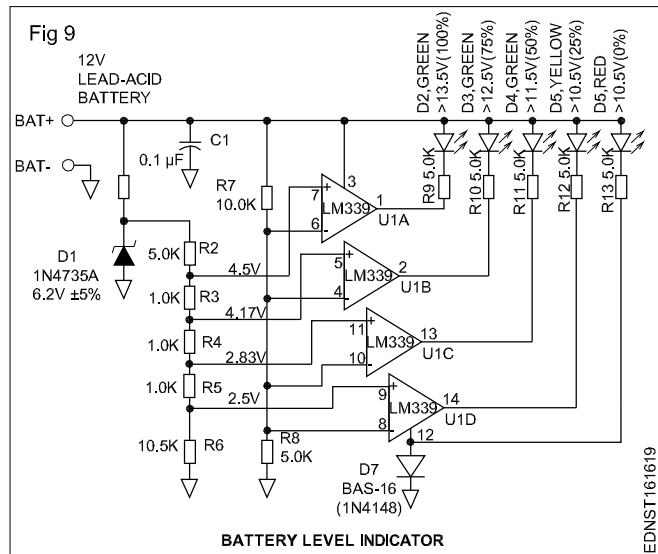 Fig 9
12V
LEAD-ACID
BATTERY
BAT+
BAT-
C1
0.1 µF
D2,GREEN
>13.5V(100%)
D3,GREEN
>12.5V(75%)
D4,GREEN
>11.5V(50%)
D5,YELLOW
>10.5V(25%)
D5,RED
>10.5V(0%)
R9 5.0K
R10 5.0K
R11 5.0K
R12 5.0K
R13 5.0K
R7
10.0K
3
7
+
LM339
1
6
-
U1A
D1
1N4735A
6.2V ±5%
R2
5.0K
4.5V
5
+
LM339
2
4
-
U1B
R3
1.0K
4.17V
R4
1.0K
11
+
LM339
13
10
-
U1C
2.83V
R5
1.0K
2.5V
9
+
LM339
14
8
-
U1D
12
R6
10.5K
R8
5.0K
D7
BAS-16
(1N4148)
BATTERY LEVEL INDICATOR
EDNST161619